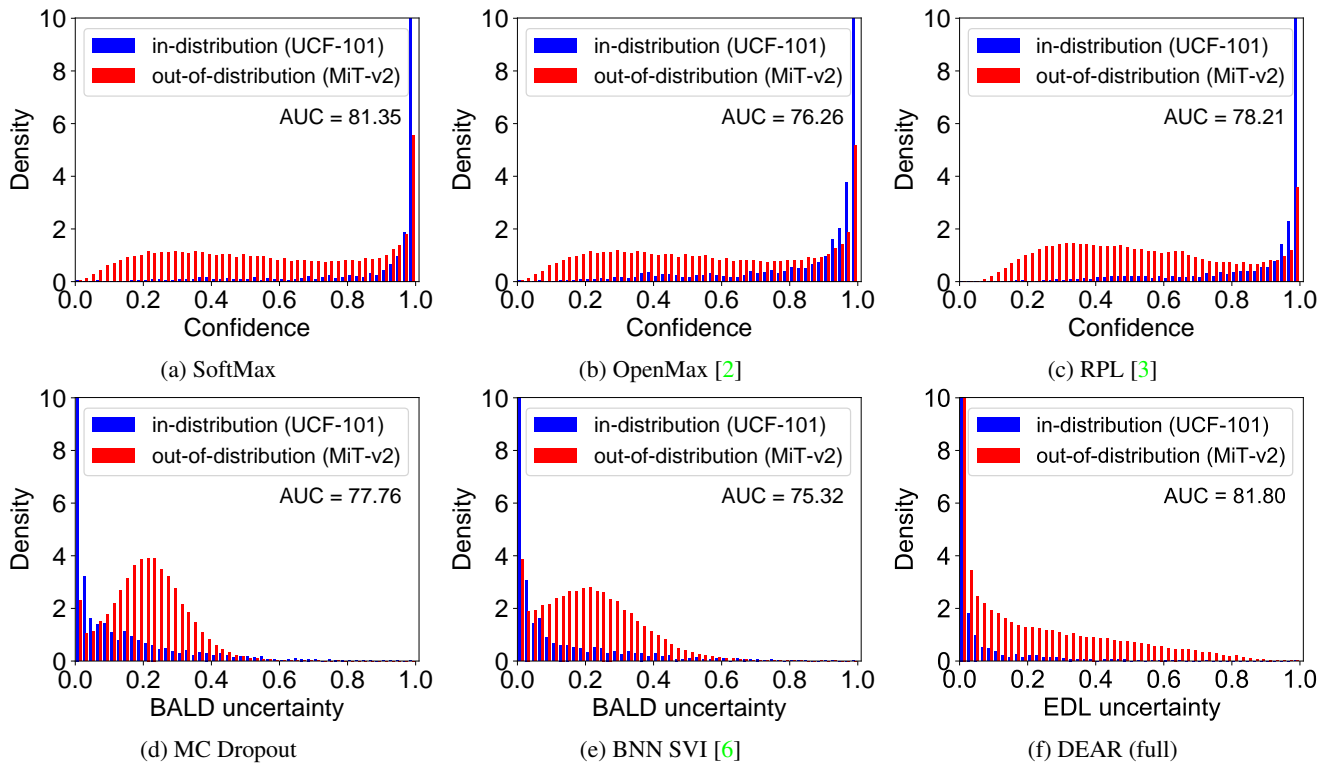 10
8
6
4
2
0
Density
in-distribution (UCF-101)
out-of-distribution (MiT-v2)
AUC = 81.35
0.0 0.2 0.4 0.6 0.8 1.0
Confidence
(a) SoftMax
10
8
6
4
2
0
Density
in-distribution (UCF-101)
out-of-distribution (MiT-v2)
AUC = 76.26
0.0 0.2 0.4 0.6 0.8 1.0
Confidence
(b) OpenMax [2]
10
8
6
4
2
0
Density
in-distribution (UCF-101)
out-of-distribution (MiT-v2)
AUC = 78.21
0.0 0.2 0.4 0.6 0.8 1.0
Confidence
(c) RPL [3]
10
8
6
4
2
0
Density
in-distribution (UCF-101)
out-of-distribution (MiT-v2)
AUC = 77.76
0.0 0.2 0.4 0.6 0.8 1.0
BALD uncertainty
(d) MC Dropout
10
8
6
4
2
0
Density
in-distribution (UCF-101)
out-of-distribution (MiT-v2)
AUC = 75.32
0.0 0.2 0.4 0.6 0.8 1.0
BALD uncertainty
(e) BNN SVI [6]
10
8
6
4
2
0
Density
in-distribution (UCF-101)
out-of-distribution (MiT-v2)
AUC = 81.80
0.0 0.2 0.4 0.6 0.8 1.0
EDL uncertainty
(f) DEAR (full)